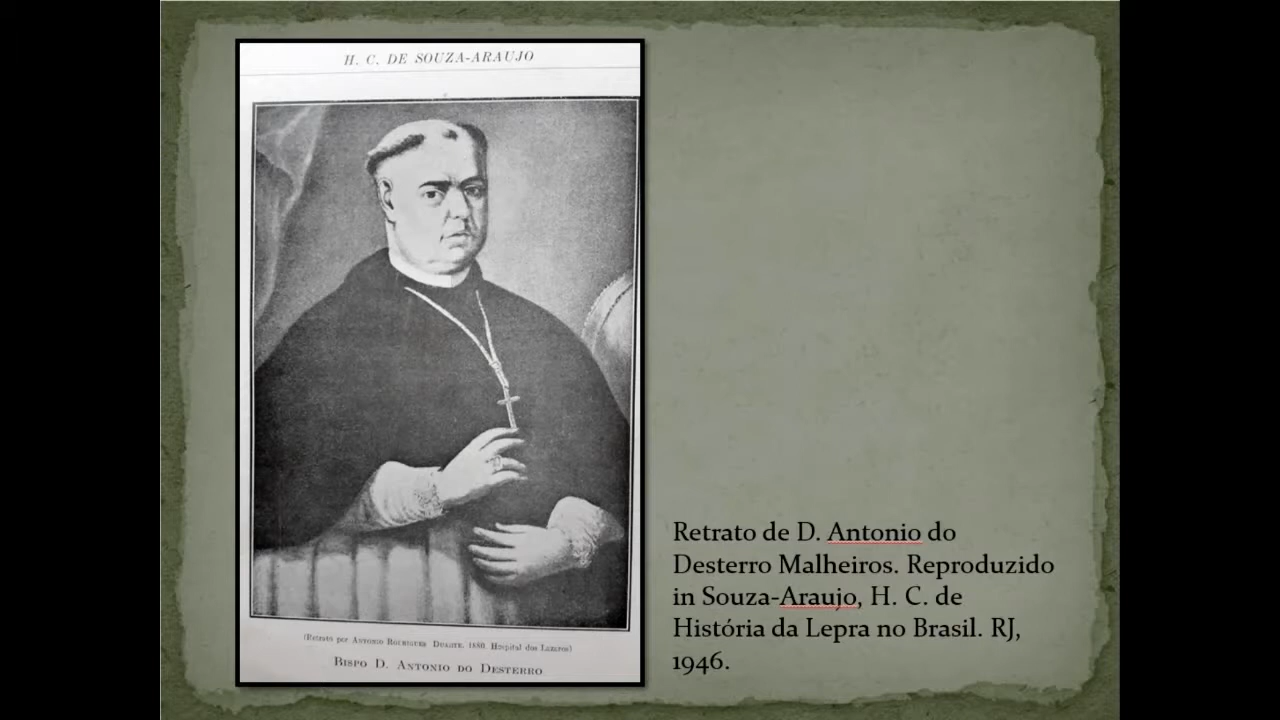 H. C. DE SOUZA-ARAUJO
(Retrato por ANTONIO RODRIGUES DUARTE. 1880. Hospital dos Lazaros)
BISPO D. ANTONIO DO DESTERRO
Retrato de D. Antonio do
Desterro Malheiros. Reproduzido
in Souza-Araujo, H. C. de
História da Lepra no Brasil. RJ,
1946.